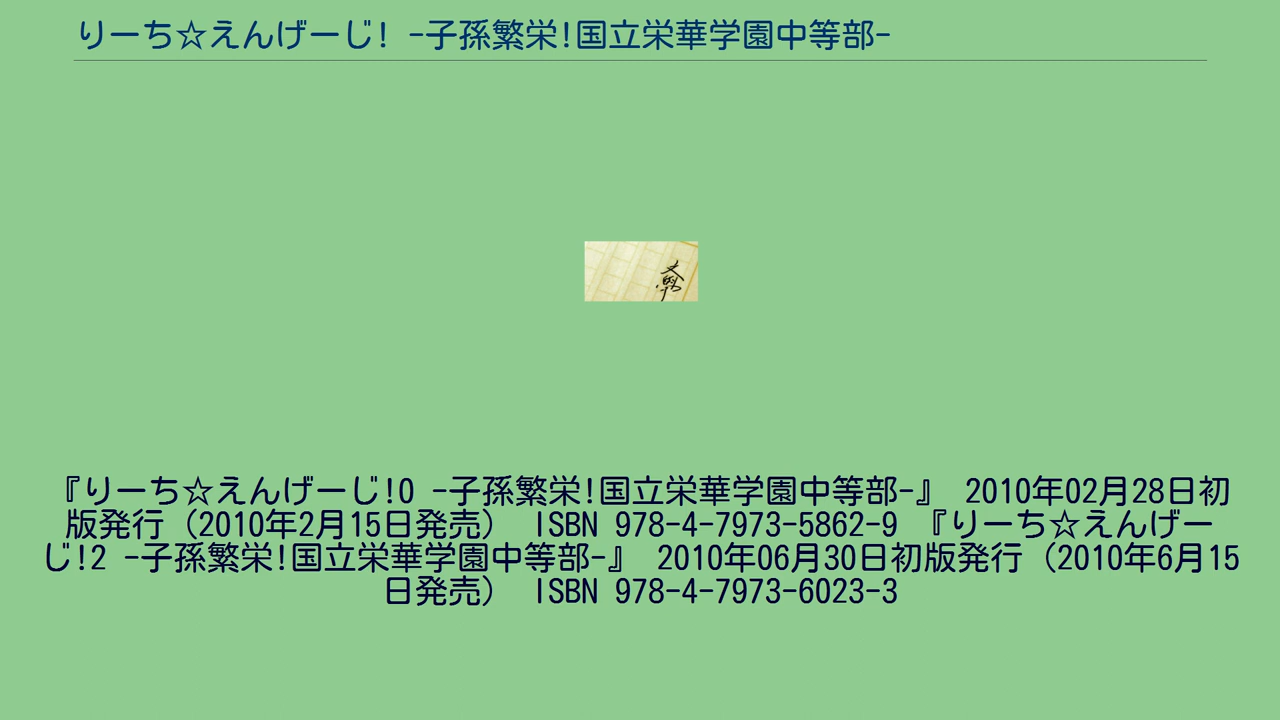 りーち☆えんげーじ! -子孫繁栄!国立栄華学園中等部-
『りーち☆えんげーじ!0 -子孫繁栄!国立栄華学園中等部-』 2010年02月28日初
版発行（2010年2月15日発売） ISBN 978-4-7973-5862-9 『りーち☆えんげー
じ!2 -子孫繁栄!国立栄華学園中等部-』 2010年06月30日初版発行（2010年6月15
日発売） ISBN 978-4-7973-6023-3